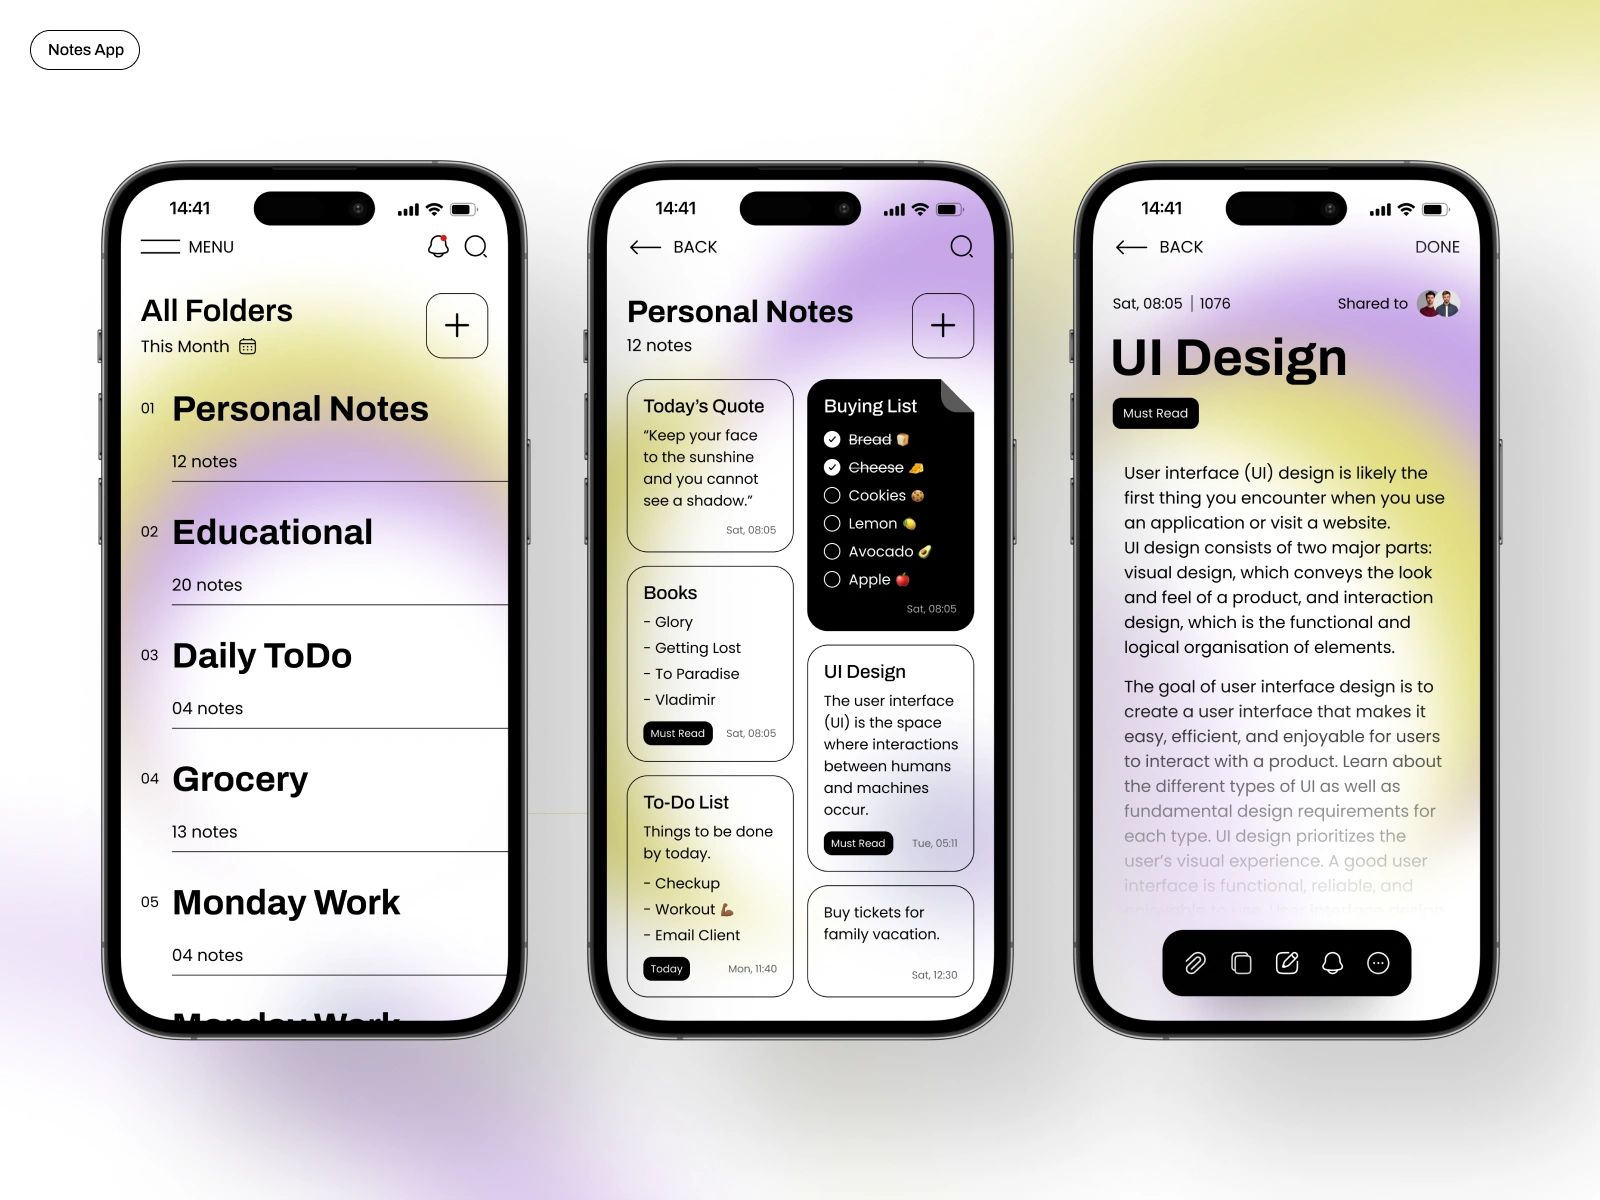 Notes App
14:41
MENU
All Folders
This Month
01 Personal Notes
12 notes
02 Educational
20 notes
03 Daily ToDo
04 notes
04 Grocery
13 notes
05 Monday Work
04 notes
Monday Work
14:41
BACK
Personal Notes
12 notes
Today’s Quote
“Keep your face
to the sunshine
and you cannot
see a shadow.”
Sat, 08:05
Books
- Glory
- Getting Lost
- To Paradise
- Vladimir
Must Read Sat, 08:05
To-Do List
Things to be done
by today.
- Checkup
- Workout 💪🏾
- Email Client
Today Mon, 11:40
Buying List
Bread 🍞
Cheese 🧀
Cookies 🍪
Lemon 🍋
Avocado 🥑
Apple 🍎
Sat, 08:05
UI Design
The user interface
(UI) is the space
where interactions
between humans
and machines
occur.
Must Read Tue, 05:11
Buy tickets for
family vacation.
Sat, 12:30
14:41
BACK DONE
Sat, 08:05 | 1076 Shared to
UI Design
Must Read
User interface (UI) design is likely the
first thing you encounter when you use
an application or visit a website.
UI design consists of two major parts:
visual design, which conveys the look
and feel of a product, and interaction
design, which is the functional and
logical organisation of elements.
The goal of user interface design is to
create a user interface that makes it
easy, efficient, and enjoyable for users
to interact with a product. Learn about
the different types of UI as well as
fundamental design requirements for
each type. UI design prioritizes the
user’s visual experience. A good user
interface is functional, reliable, and
enjoyable to use. User interface design